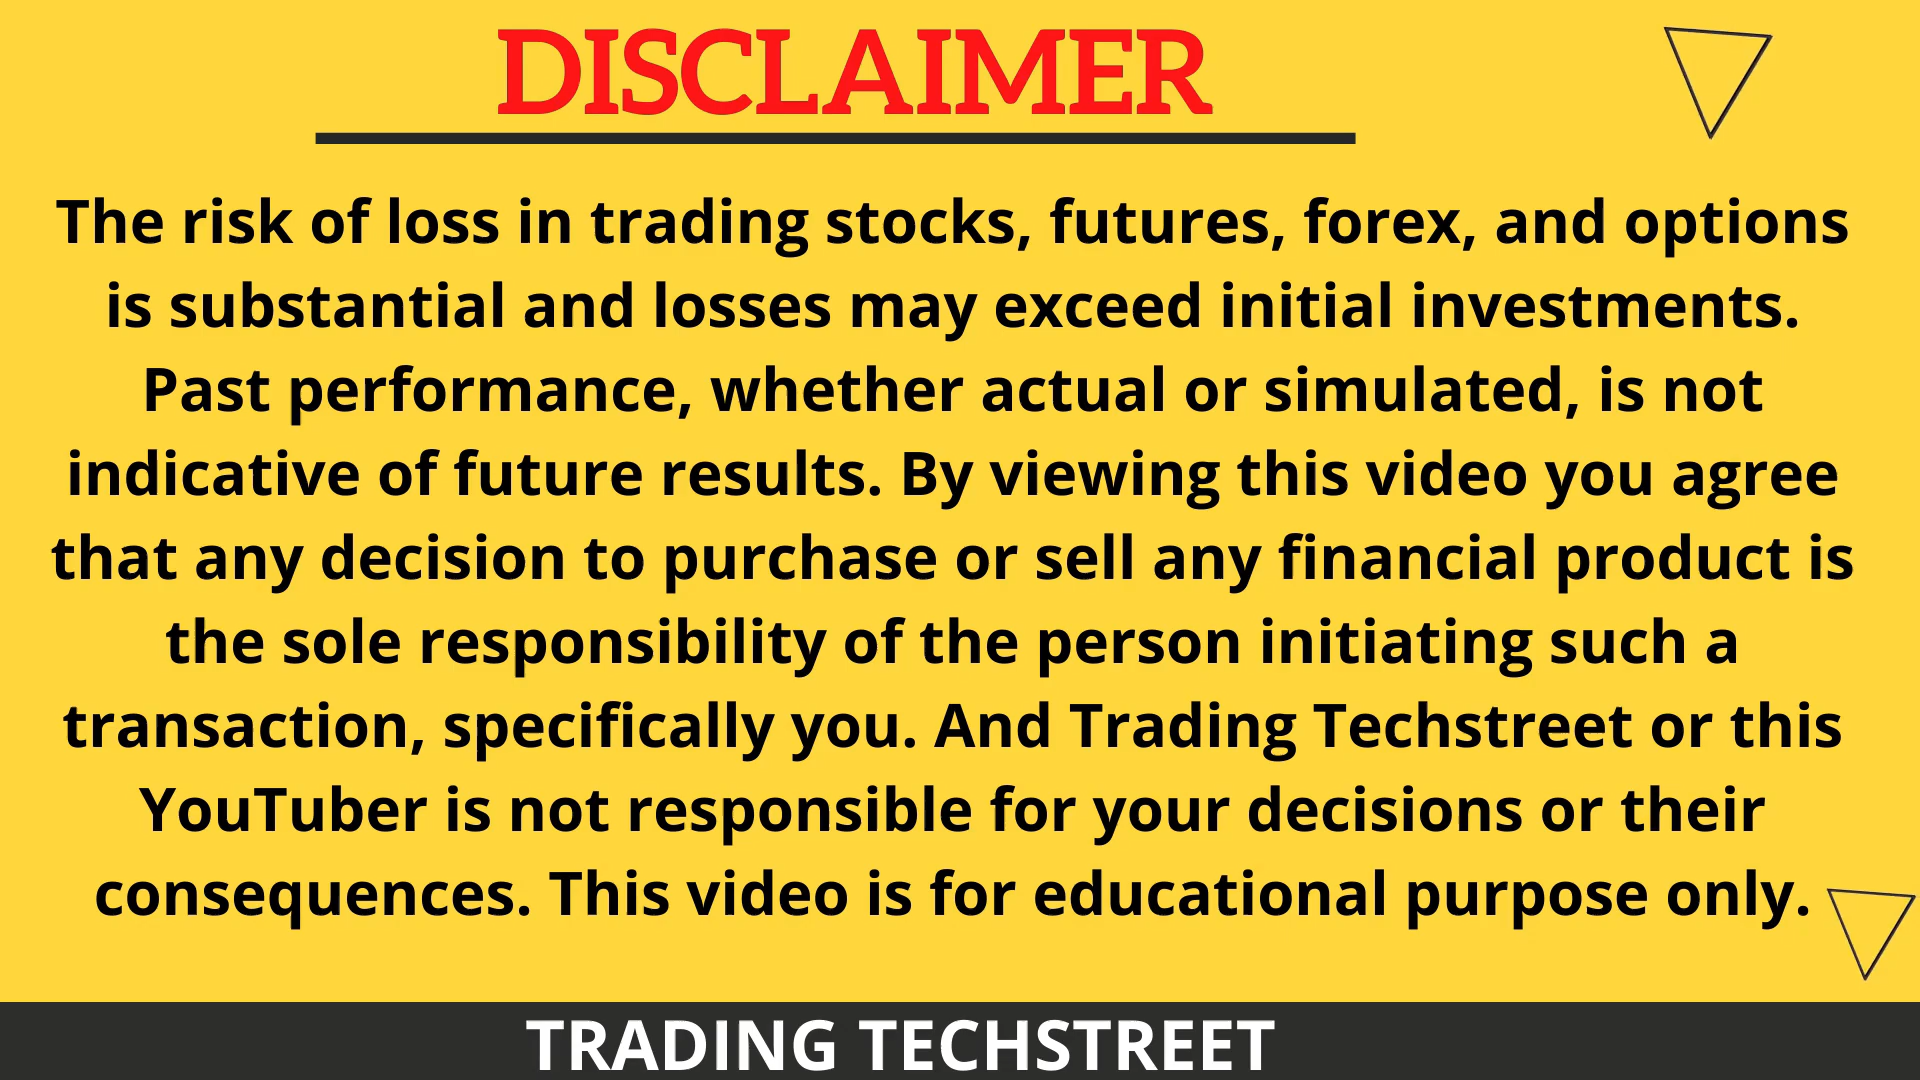 DISCLAIMER
The risk of loss in trading stocks, futures, forex, and options
is substantial and losses may exceed initial investments.
Past performance, whether actual or simulated, is not
indicative of future results. By viewing this video you agree
that any decision to purchase or sell any financial product is
the sole responsibility of the person initiating such a
transaction, specifically you. And Trading Techstreet or this
YouTuber is not responsible for your decisions or their
consequences. This video is for educational purpose only.
TRADING TECHSTREET